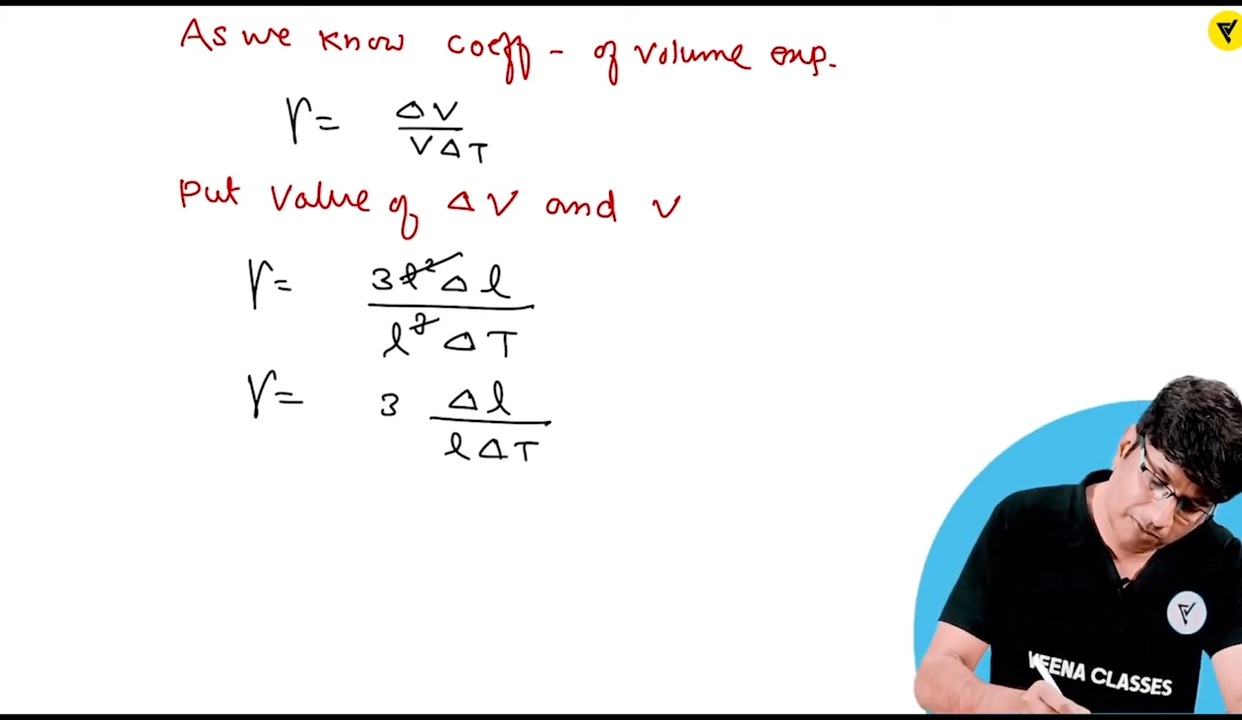 As we know coeff - of volume exp.
γ = ΔV / VΔT
Put value of ΔV and V
γ = 3l²Δl / l³ΔT
γ = 3 Δl / lΔT
VEENA CLASSES